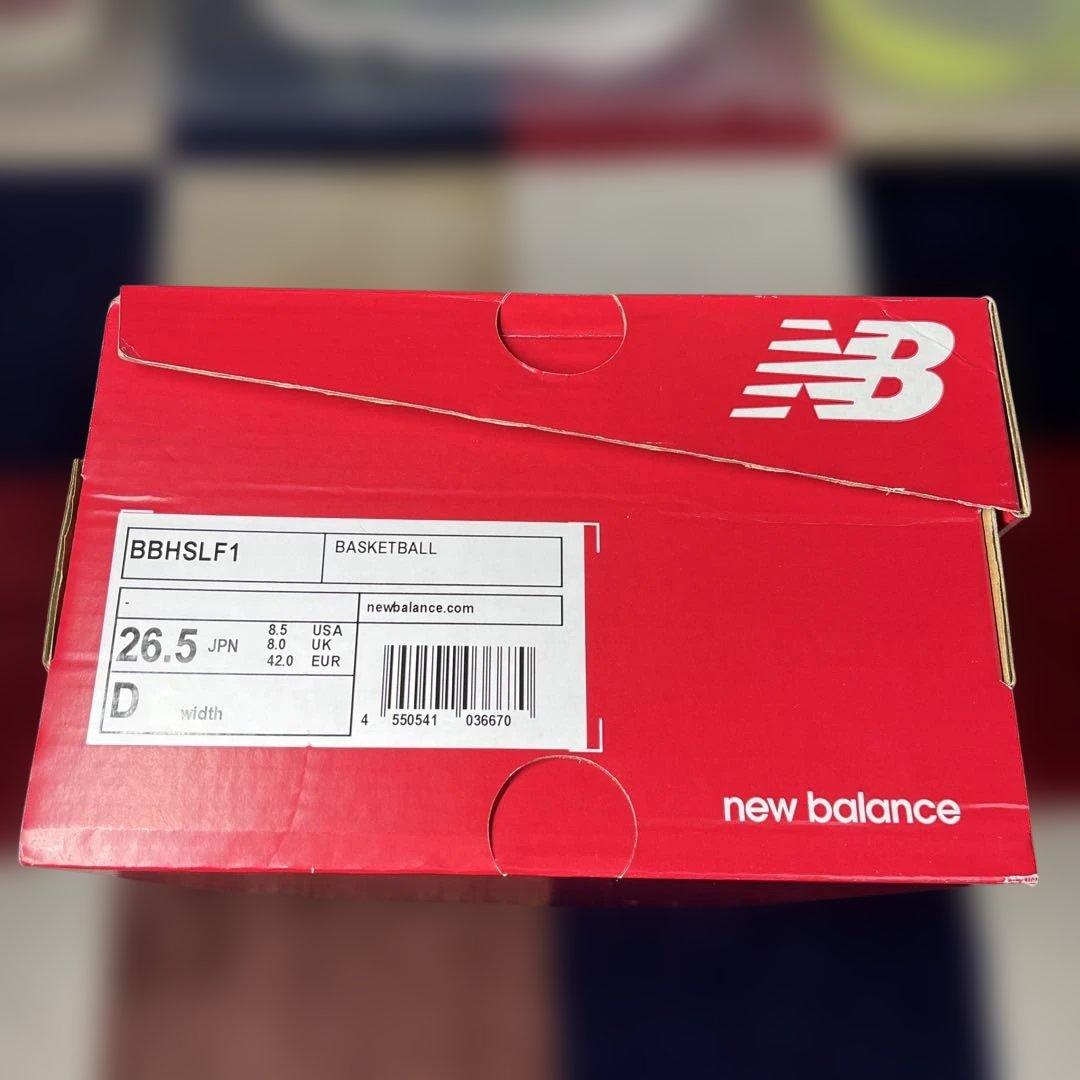 NB
BBHSLF1
BASKETBALL
-
newbalance.com
26.5 JPN
8.5 USA
8.0 UK
42.0 EUR
D width
4 550541 036670
new balance